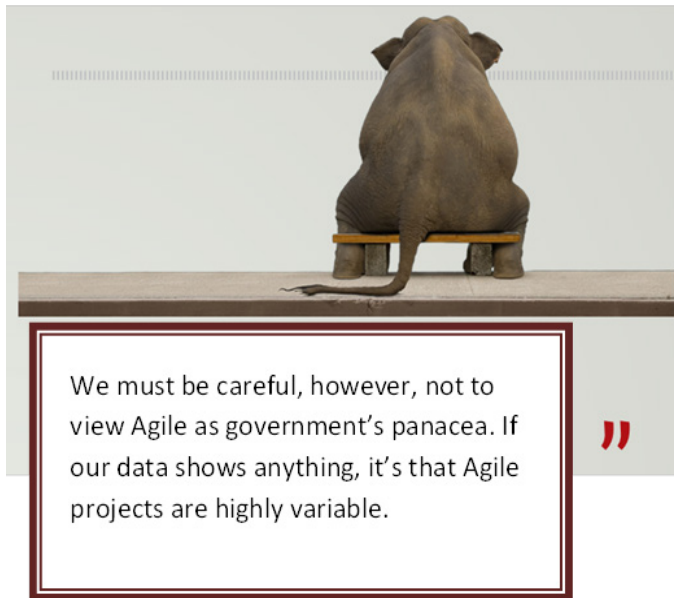 We must be careful, however, not to
view Agile as government’s panacea. If
our data shows anything, it’s that Agile
projects are highly variable.
”